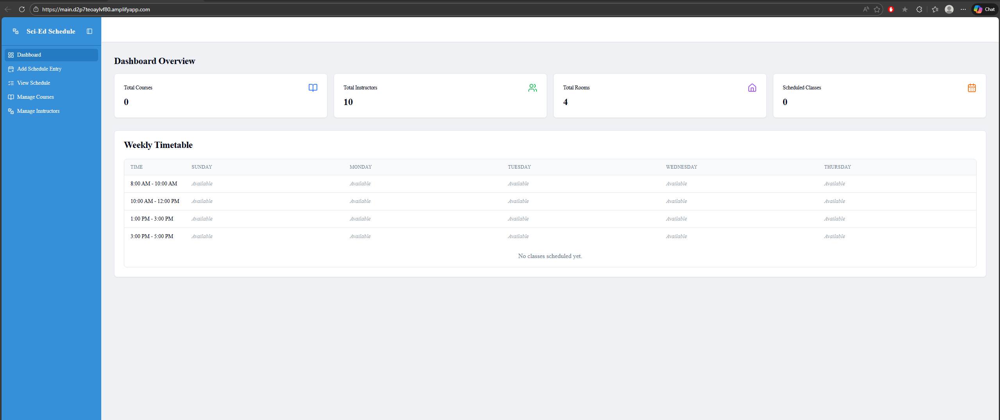 https://main.d2p7teoaylvf80.amplifyapp.com
Chat
Sci-Ed Schedule
Dashboard
Add Schedule Entry
View Schedule
Manage Courses
Manage Instructors
Dashboard Overview
Total Courses
0
Total Instructors
10
Total Rooms
4
Scheduled Classes
0
Weekly Timetable
TIME SUNDAY MONDAY TUESDAY WEDNESDAY THURSDAY
8:00 AM - 10:00 AM Available Available Available Available Available
10:00 AM - 12:00 PM Available Available Available Available Available
1:00 PM - 3:00 PM Available Available Available Available Available
3:00 PM - 5:00 PM Available Available Available Available Available
No classes scheduled yet.